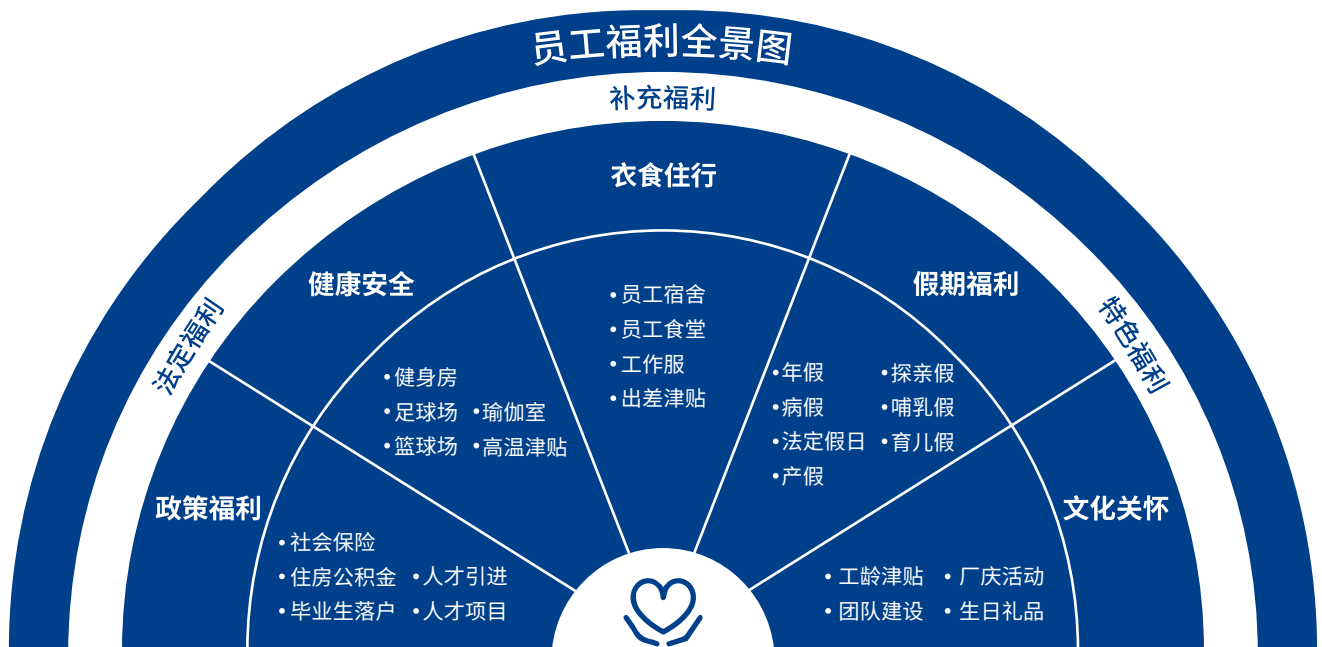 员工福利全景图
补充福利
法定福利
特色福利
衣食住行
•员工宿舍
•员工食堂
•工作服
•出差津贴
健康安全
•健身房
•足球场 •瑜伽室
•篮球场 •高温津贴
假期福利
•年假 •探亲假
•病假 •哺乳假
•法定假日 •育儿假
•产假
政策福利
•社会保险
•住房公积金 •人才引进
•毕业生落户 •人才项目
文化关怀
• 工龄津贴 • 厂庆活动
• 团队建设 • 生日礼品